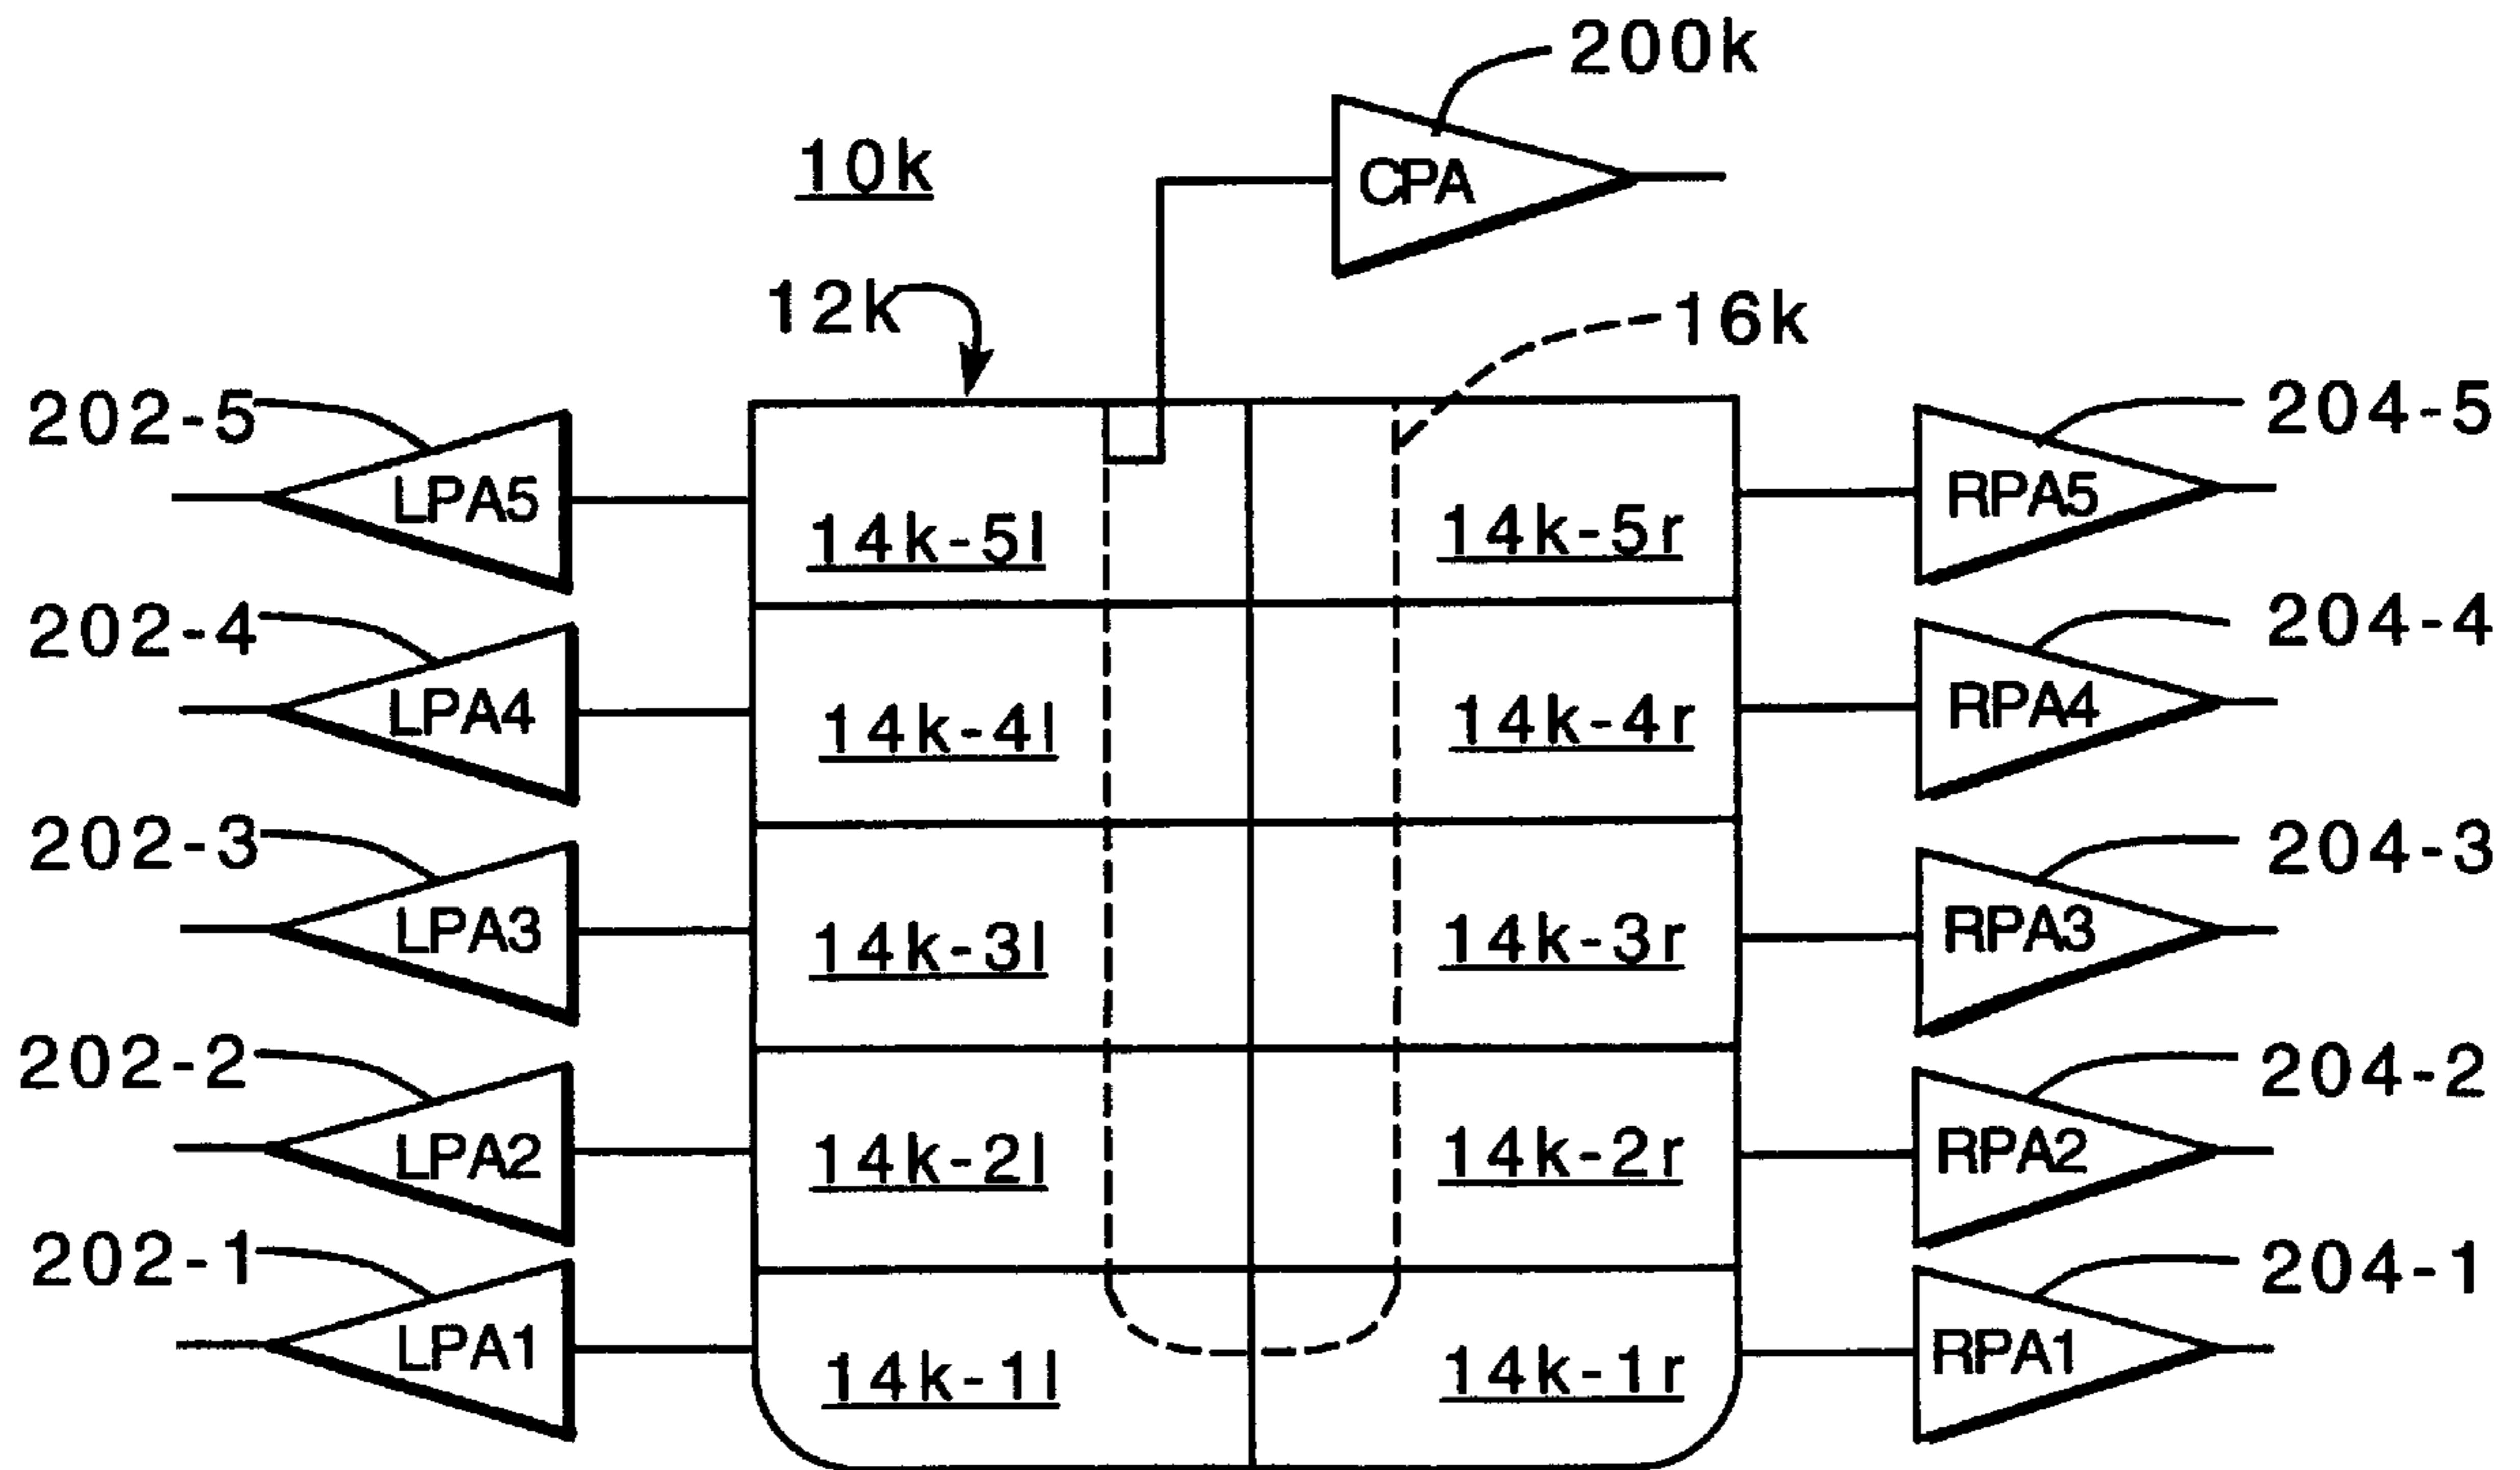 200k
10k
CPA
12k
16k
202-5
204-5
LPA5
RPA5
14k-5l
14k-5r
202-4
204-4
LPA4
RPA4
14k-4l
14k-4r
202-3
204-3
LPA3
RPA3
14k-3l
14k-3r
202-2
204-2
LPA2
RPA2
14k-2l
14k-2r
202-1
204-1
LPA1
RPA1
14k-1l
14k-1r